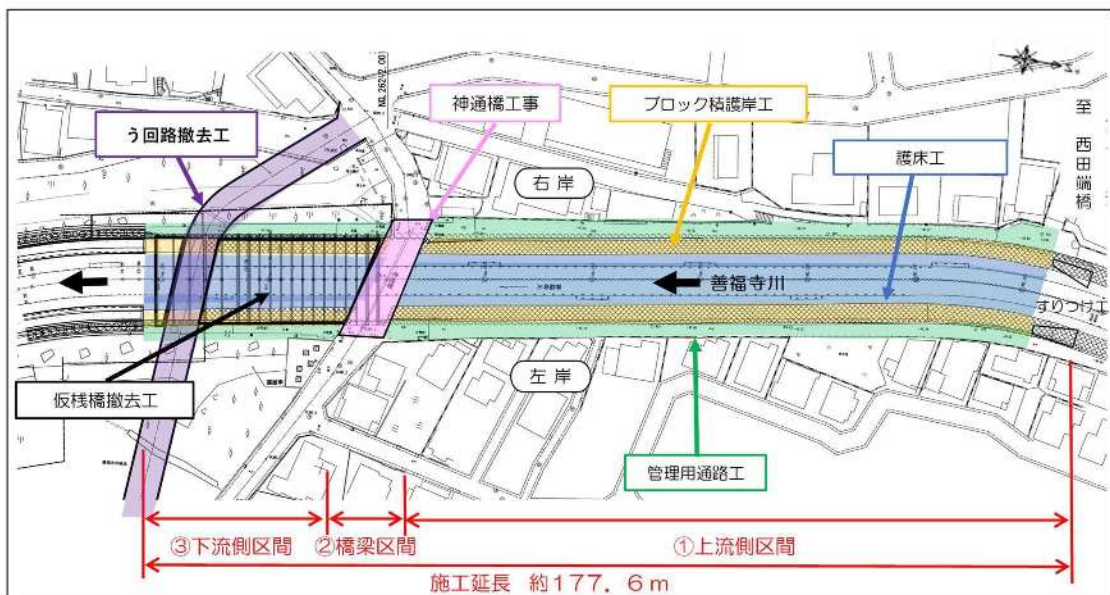 う回路撤去工
神通橋工事
ブロック積護岸工
護床工
至 西田端橋
右岸
善福寺川
すりつけ工
左岸
仮桟橋撤去工
管理用通路工
③下流側区間
②橋梁区間
①上流側区間
施工延長 約177.6m